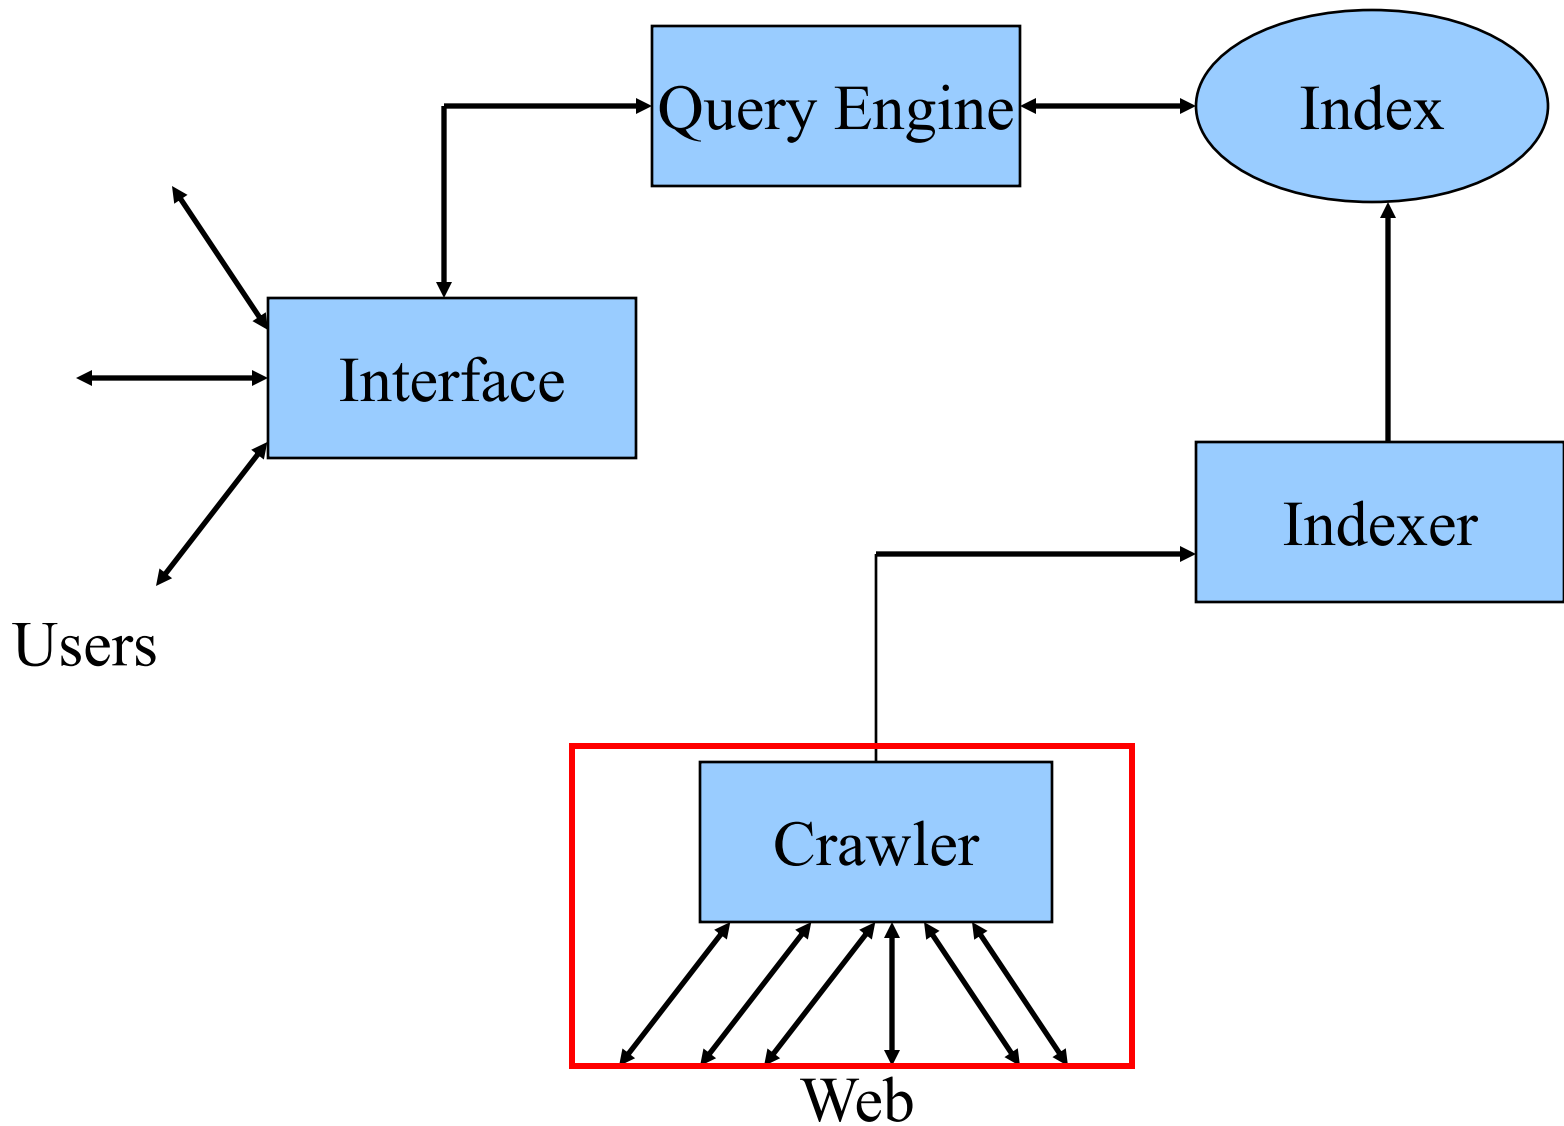 Query Engine
Index
Interface
Indexer
Users
Crawler
Web